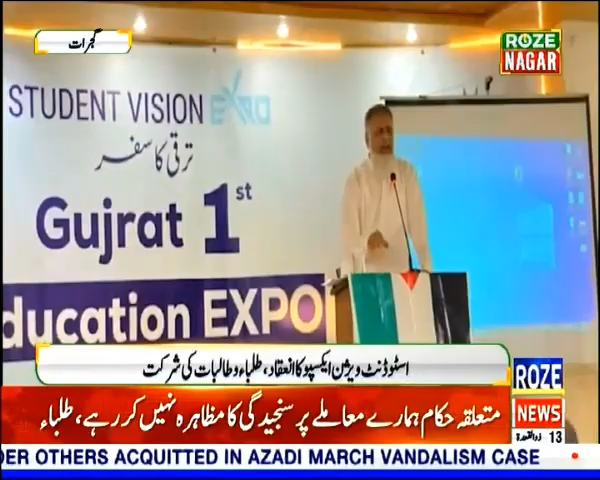 گجرات
ROZE
NAGAR
STUDENT VISION EXPO
ترقی کا سفر
Gujrat 1st
ducation EXPO
اسٹوڈنٹ ویژن ایکسپو کا انعقاد، طلباء و طالبات کی شرکت
ROZE
NEWS
متعلقہ حکام ہمارے معاملے پر سنجیدگی کا مظاہرہ نہیں کر رہے، طلباء
13 ذوالقعدة
DER OTHERS ACQUITTED IN AZADI MARCH VANDALISM CASE